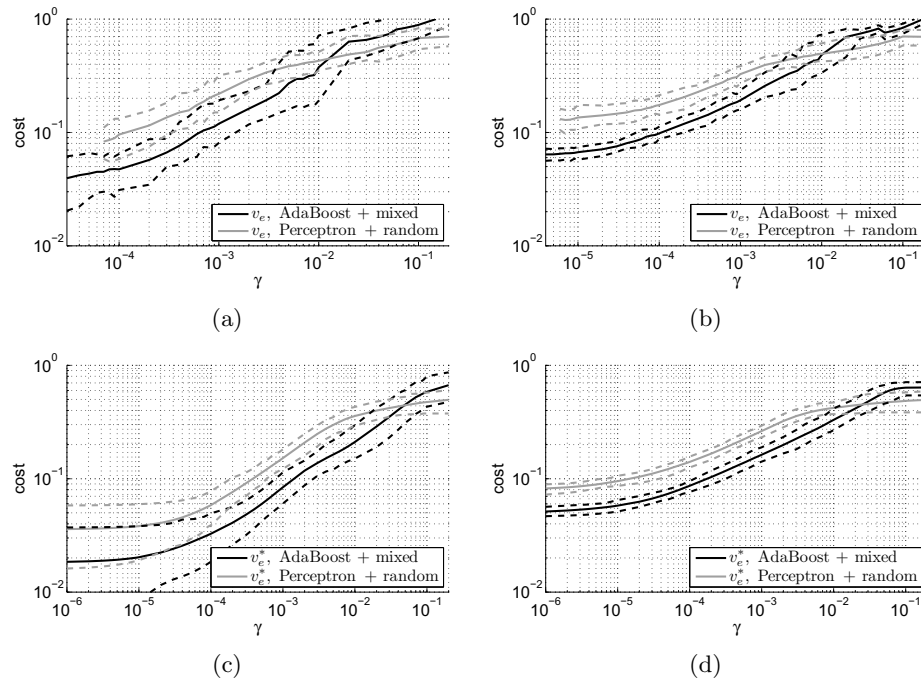 10^0
10^-1
10^-2
cost
10^-4 10^-3 10^-2 10^-1
γ
v_e, AdaBoost + mixed
v_e, Perceptron + random
(a)
10^0
10^-1
10^-2
cost
10^-5 10^-4 10^-3 10^-2 10^-1
γ
v_e, AdaBoost + mixed
v_e, Perceptron + random
(b)
10^0
10^-1
10^-2
cost
10^-6 10^-5 10^-4 10^-3 10^-2 10^-1
γ
v_e^*, AdaBoost + mixed
v_e^*, Perceptron + random
(c)
10^0
10^-1
10^-2
cost
10^-6 10^-5 10^-4 10^-3 10^-2 10^-1
γ
v_e^*, AdaBoost + mixed
v_e^*, Perceptron + random
(d)